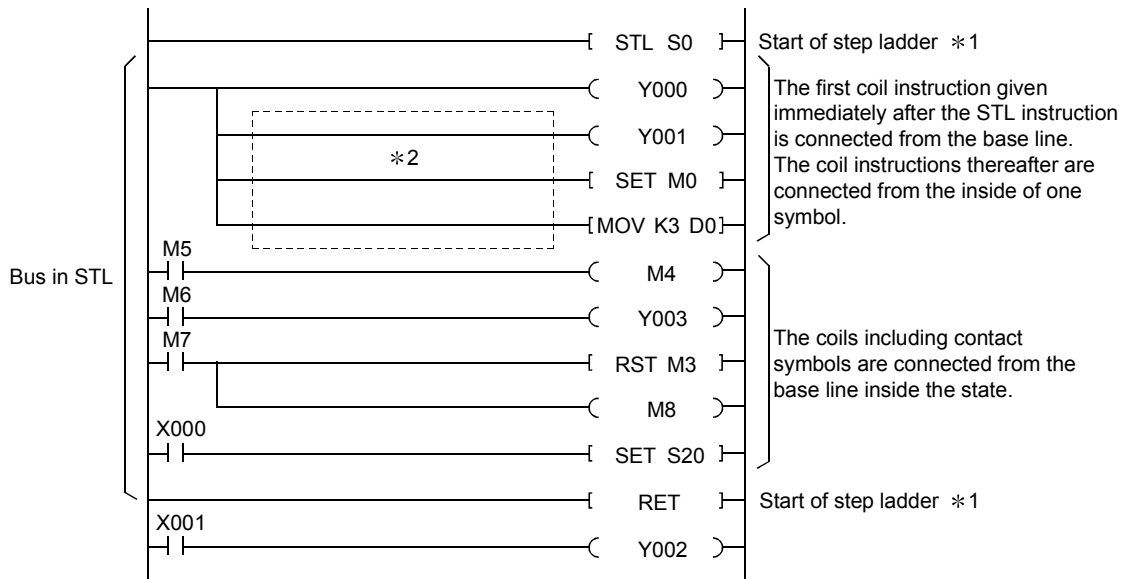 STL S0
Start of step ladder ＊1
Y000
The first coil instruction given
immediately after the STL instruction
is connected from the base line.
The coil instructions thereafter are
connected from the inside of one
symbol.
Y001
＊2
SET M0
MOV K3 D0
Bus in STL
M5
M4
M6
Y003
M7
RST M3
The coils including contact
symbols are connected from the
base line inside the state.
M8
X000
SET S20
RET
Start of step ladder ＊1
X001
Y002